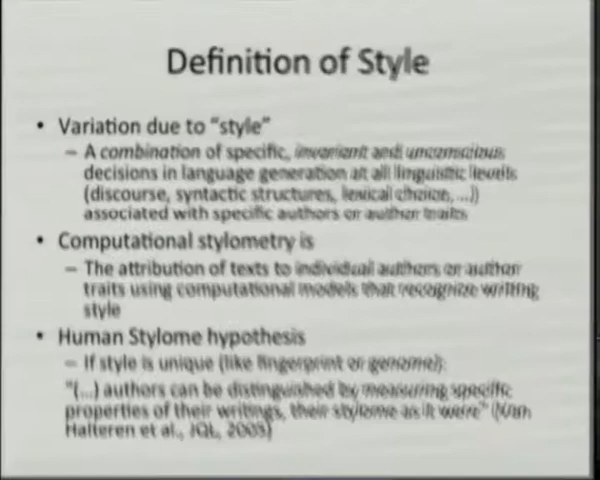 Definition of Style
• Variation due to "style"
– A combination of specific, invariant and unconscious
decisions in language generation at all linguistic levels
(discourse, syntactic structures, lexical choice, ...)
associated with specific authors or author traits
• Computational stylometry is
– The attribution of texts to individual authors or author
traits using computational models that recognize writing
style
• Human Stylome hypothesis
– If style is unique (like fingerprint or genome):
"(...) authors can be distinguished by measuring specific
properties of their writings, their stylome as it were" (Van
Halteren et al., JQL, 2005)